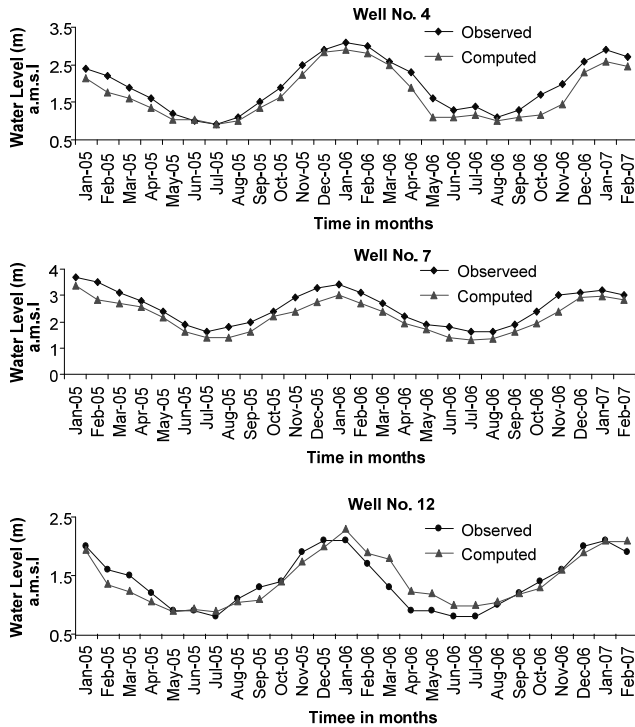 Well No. 4
Water Level (m)
a.m.s.l
3.5
2.5
1.5
0.5
Observed
Computed
Jan-05
Feb-05
Mar-05
Apr-05
May-05
Jun-05
Jul-05
Aug-05
Sep-05
Oct-05
Nov-05
Dec-05
Jan-06
Feb-06
Mar-06
Apr-06
May-06
Jun-06
Jul-06
Aug-06
Sep-06
Oct-06
Nov-06
Dec-06
Jan-07
Feb-07
Time in months
Well No. 7
Water Level (m)
a.m.s.l
4
3
2
1
0
Observeed
Computed
Jan-05
Feb-05
Mar-05
Apr-05
May-05
Jun-05
Jul-05
Aug-05
Sep-05
Oct-05
Nov-05
Dec-05
Jan-06
Feb-06
Mar-06
Apr-06
May-06
Jun-06
Jul-06
Aug-06
Sep-06
Oct-06
Nov-06
Dec-06
Jan-07
Feb-07
Time in months
Well No. 12
Water Level (m)
a.m.s.l
2.5
1.5
0.5
Observed
Computed
Jan-05
Feb-05
Mar-05
Apr-05
May-05
Jun-05
Jul-05
Aug-05
Sep-05
Oct-05
Nov-05
Dec-05
Jan-06
Feb-06
Mar-06
Apr-06
May-06
Jun-06
Jul-06
Aug-06
Sep-06
Oct-06
Nov-06
Dec-06
Jan-07
Feb-07
Timee in months